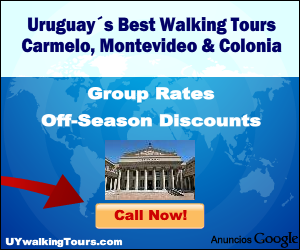 Uruguay´s Best Walking Tours
Carmelo, Montevideo & Colonia
Group Rates
Off-Season Discounts
Call Now!
UYwalkingTours.com
Anuncios Google